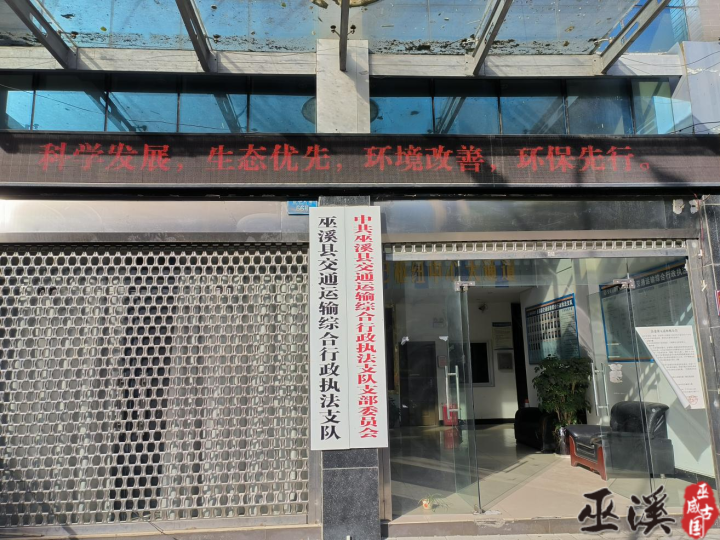 科学发展，生态优先，环境改善，环保先行。
巫溪县交通运输综合行政执法支队
中共巫溪县交通运输综合行政执法支队支部委员会
巫溪
巫咸古国